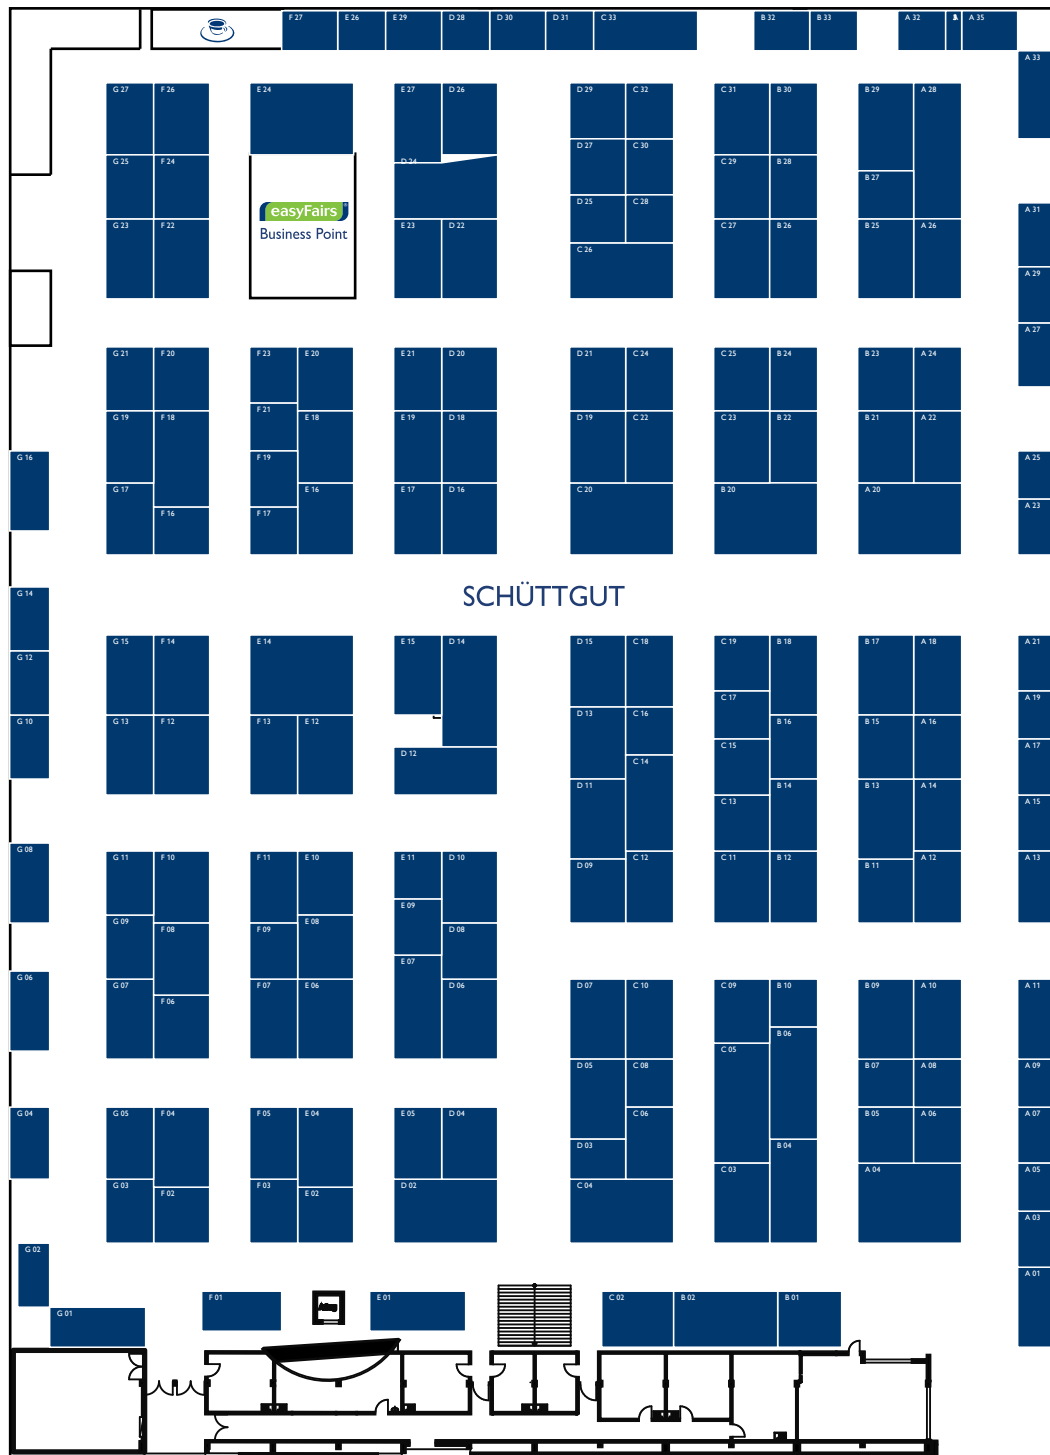 F 27 E 26 E 29 D 28 D 30 D 31 C 33 B 32 B 33 A 32 A 35
A 33
G 27 F 26 E 24 E 27 D 26 D 29 C 32 C 31 B 30 B 29 A 28
D 27 C 30
G 25 F 24 D 24 C 29 B 28
B 27
D 25 C 28
easyFairs
Business Point
A 31
G 23 F 22 E 23 D 22 C 27 B 26 B 25 A 26
C 26
A 29
A 27
G 21 F 20 F 23 E 20 E 21 D 20 D 21 C 24 C 25 B 24 B 23 A 24
F 21
G 19 F 18 E 18 E 19 D 18 D 19 C 22 C 23 B 22 B 21 A 22
G 16 F 19 A 25
G 17 E 16 E 17 D 16 C 20 B 20 A 20
A 23
F 16 F 17
SCHÜTTGUT
G 14
G 15 F 14 E 14 E 15 D 14 D 15 C 18 C 19 B 18 B 17 A 18 A 21
G 12
C 17 A 19
D 13 C 16
G 10 G 13 F 12 F 13 E 12 B 16 B 15 A 16
C 15 A 17
D 12 C 14
D 11 B 14 B 13 A 14
C 13 A 15
G 08
G 11 F 10 F 11 E 10 E 11 D 10 C 12 C 11 B 12 A 12 A 13
D 09 B 11
E 09
G 09 E 08
F 08 F 09 D 08
E 07
G 06
G 07 F 07 E 06 D 06 D 07 C 10 C 09 B 10 B 09 A 10 A 11
F 06
B 06
C 05
D 05 C 08 B 07 A 08 A 09
G 04 G 05 F 04 F 05 E 04 E 05 D 04 C 06 B 05 A 06 A 07
D 03 B 04
C 03 A 04 A 05
G 03 F 03 D 02 C 04
F 02 E 02
A 03
G 02
A 01
F 01 E 01 C 02 B 02 B 01
G 01